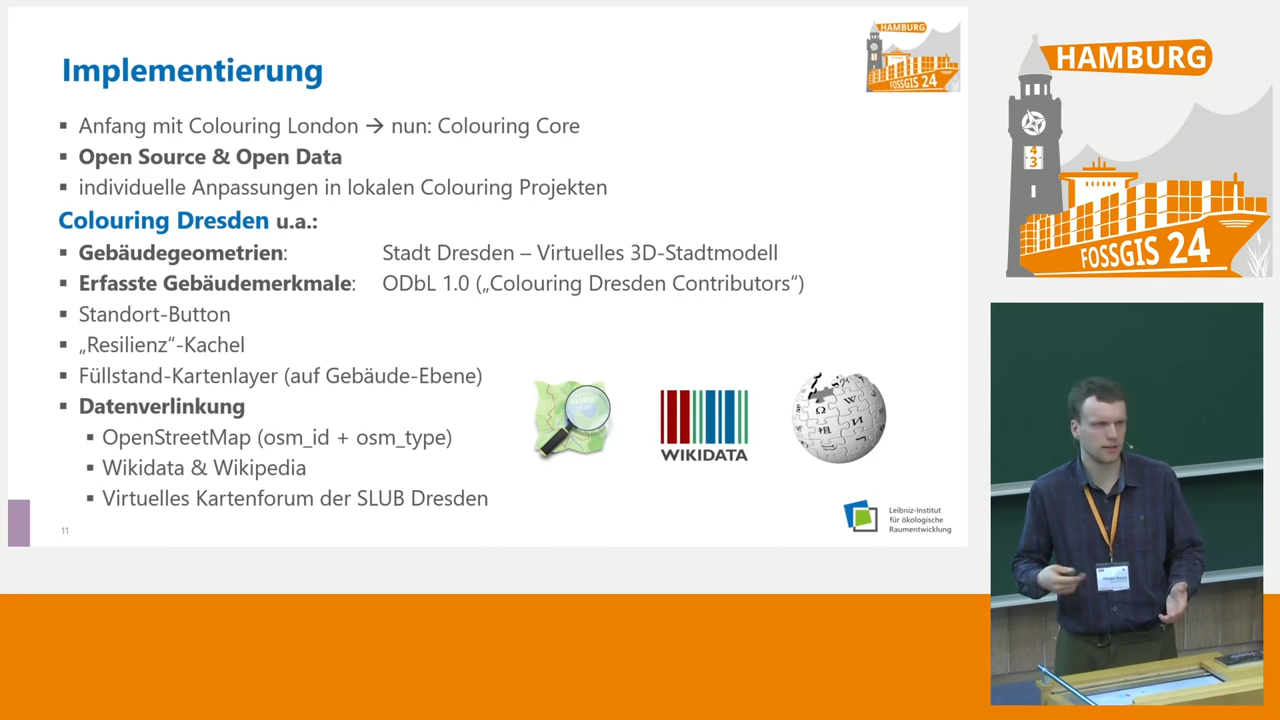 Implementierung
HAMBURG
FOSSGIS 24
▪ Anfang mit Colouring London → nun: Colouring Core
▪ Open Source & Open Data
▪ individuelle Anpassungen in lokalen Colouring Projekten
Colouring Dresden u.a.:
▪ Gebäudegeometrien: Stadt Dresden – Virtuelles 3D-Stadtmodell
▪ Erfasste Gebäudemerkmale: ODbL 1.0 („Colouring Dresden Contributors“)
▪ Standort-Button
▪ „Resilienz“-Kachel
▪ Füllstand-Kartenlayer (auf Gebäude-Ebene)
▪ Datenverlinkung
▪ OpenStreetMap (osm_id + osm_type)
▪ Wikidata & Wikipedia
▪ Virtuelles Kartenforum der SLUB Dresden
WIKIDATA
Ω W И
11
Leibniz-Institut
für ökologische
Raumentwicklung
HAMBURG
4
3
FOSSGIS 24